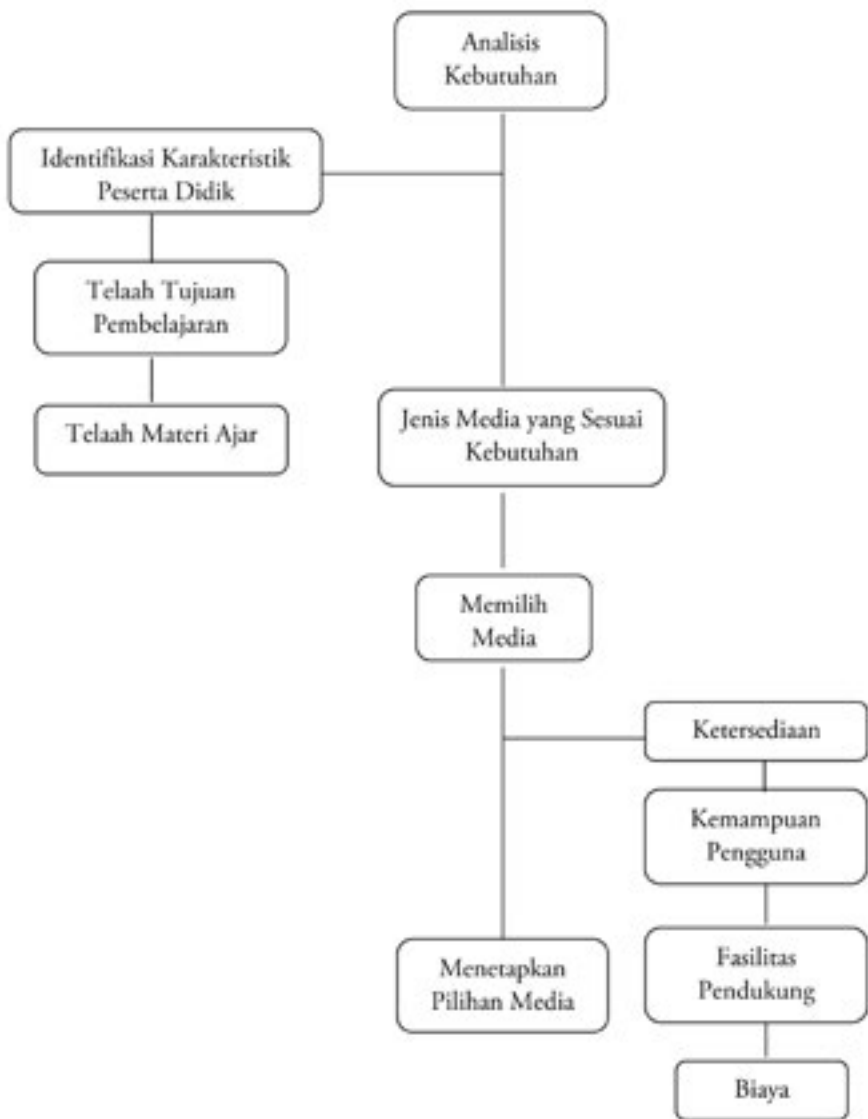 Analisis
Kebutuhan
Identifikasi Karakteristik
Peserta Didik
Telaah Tujuan
Pembelajaran
Telaah Materi Ajar
Jenis Media yang Sesuai
Kebutuhan
Memilih
Media
Ketersediaan
Kemampuan
Pengguna
Menetapkan
Pilihan Media
Fasilitas
Pendukung
Biaya